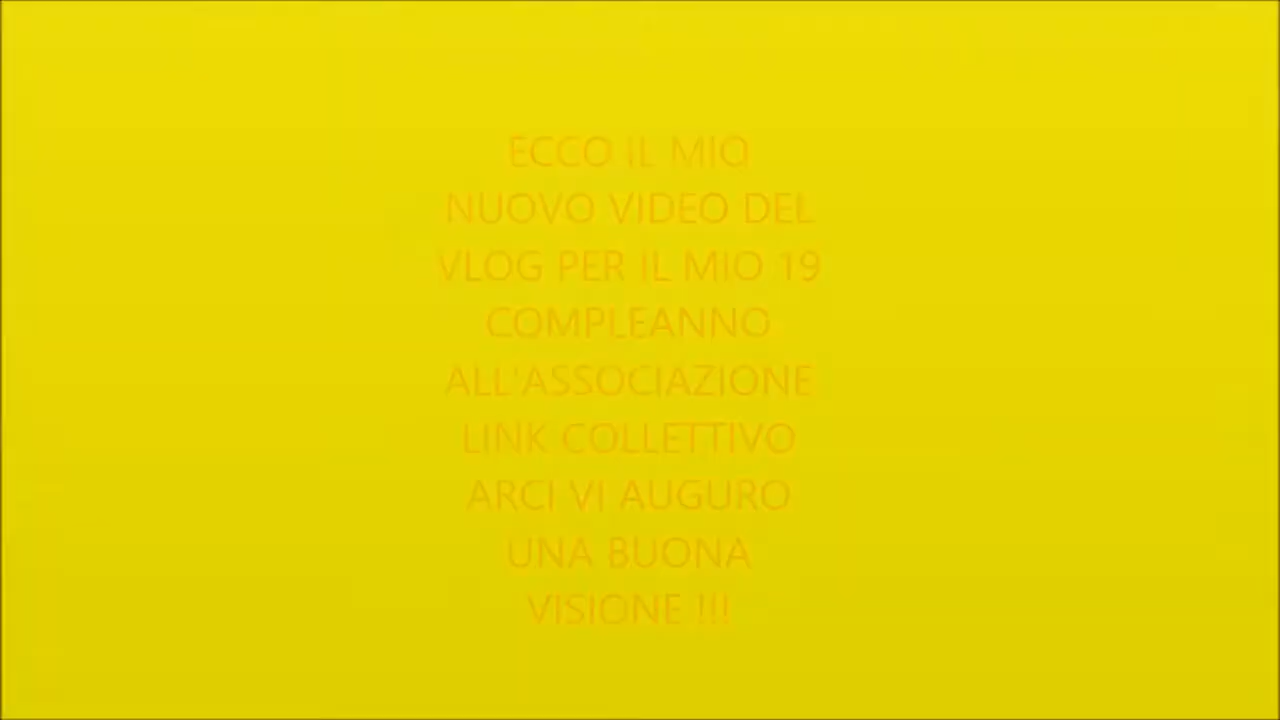 ECCO IL MIO
NUOVO VIDEO DEL
VLOG PER IL MIO 19
COMPLEANNO
ALL'ASSOCIAZIONE
LINK COLLETTIVO
ARCI VI AUGURO
UNA BUONA
VISIONE !!!